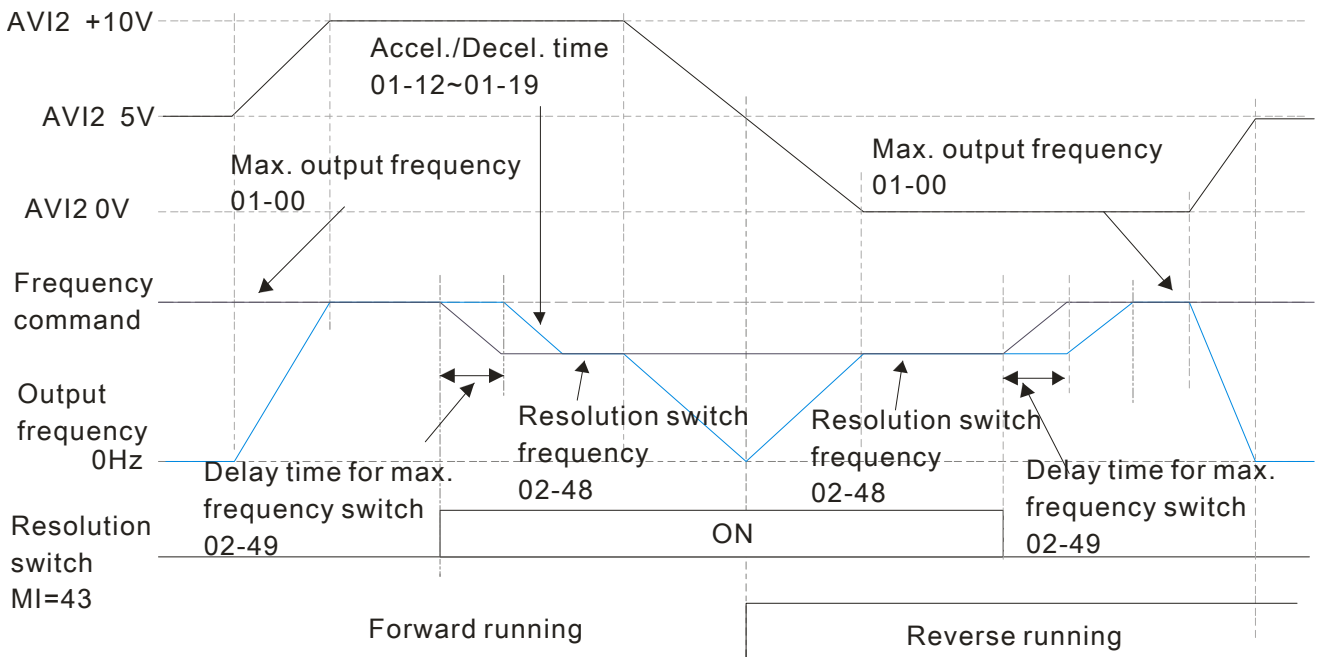 AVI2 +10V
Accel./Decel. time
01-12~01-19
AVI2 5V
Max. output frequency
01-00
Max. output frequency
01-00
AVI2 0V
Frequency
command
Output
frequency
0Hz
Resolution switch
frequency
02-48
Resolution switch
frequency
02-48
Delay time for max.
frequency switch
02-49
Delay time for max.
frequency switch
02-49
Resolution
switch
MI=43
ON
Forward running
Reverse running